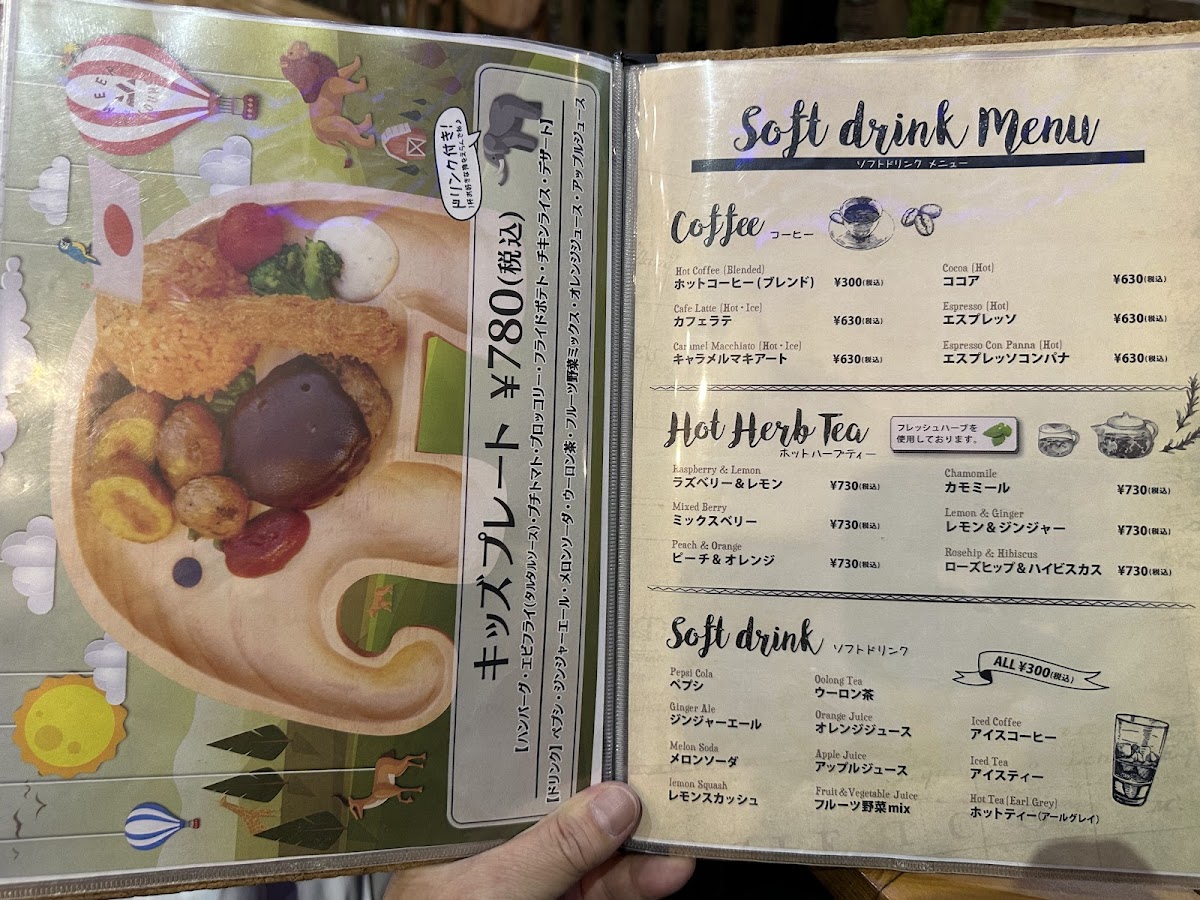 WEEK
TOURS
ドリンク付き!
1杯お好きな物をえらんでね♪
キッズプレート ¥780(税込)
【ハンバーグ・エビフライ(タルタルソース)・プチトマト・ブロッコリー・フライドポテト・チキンライス・デザート】
【ドリンク】ペプシ・ジンジャーエール・メロンソーダ・ウーロン茶・フルーツ野菜ミックス・オレンジジュース・アップルジュース
Soft drink Menu
ソフトドリンク メニュー
Coffee コーヒー
Hot Coffee (Blended)
ホットコーヒー(ブレンド) ¥300(税込)
Cafe Latte (Hot・Ice)
カフェラテ ¥630(税込)
Caramel Macchiato (Hot・Ice)
キャラメルマキアート ¥630(税込)
Cocoa (Hot)
ココア ¥630(税込)
Espresso (Hot)
エスプレッソ ¥630(税込)
Espresso Con Panna (Hot)
エスプレッソコンパナ ¥630(税込)
Hot Herb Tea
ホットハーブティー
フレッシュハーブを
使用しております。
Raspberry & Lemon
ラズベリー&レモン ¥730(税込)
Mixed Berry
ミックスベリー ¥730(税込)
Peach & Orange
ピーチ&オレンジ ¥730(税込)
Chamomile
カモミール ¥730(税込)
Lemon & Ginger
レモン&ジンジャー ¥730(税込)
Rosehip & Hibiscus
ローズヒップ&ハイビスカス ¥730(税込)
Soft drink ソフトドリンク
ALL ¥300(税込)
Pepsi Cola
ペプシ
Ginger Ale
ジンジャーエール
Melon Soda
メロンソーダ
lemon Squash
レモンスカッシュ
Oolong Tea
ウーロン茶
Orange Juice
オレンジジュース
Apple Juice
アップルジュース
Fruit & Vegetable Juice
フルーツ野菜mix
Iced Coffee
アイスコーヒー
Iced Tea
アイスティー
Hot Tea (Earl Grey)
ホットティー(アールグレイ)